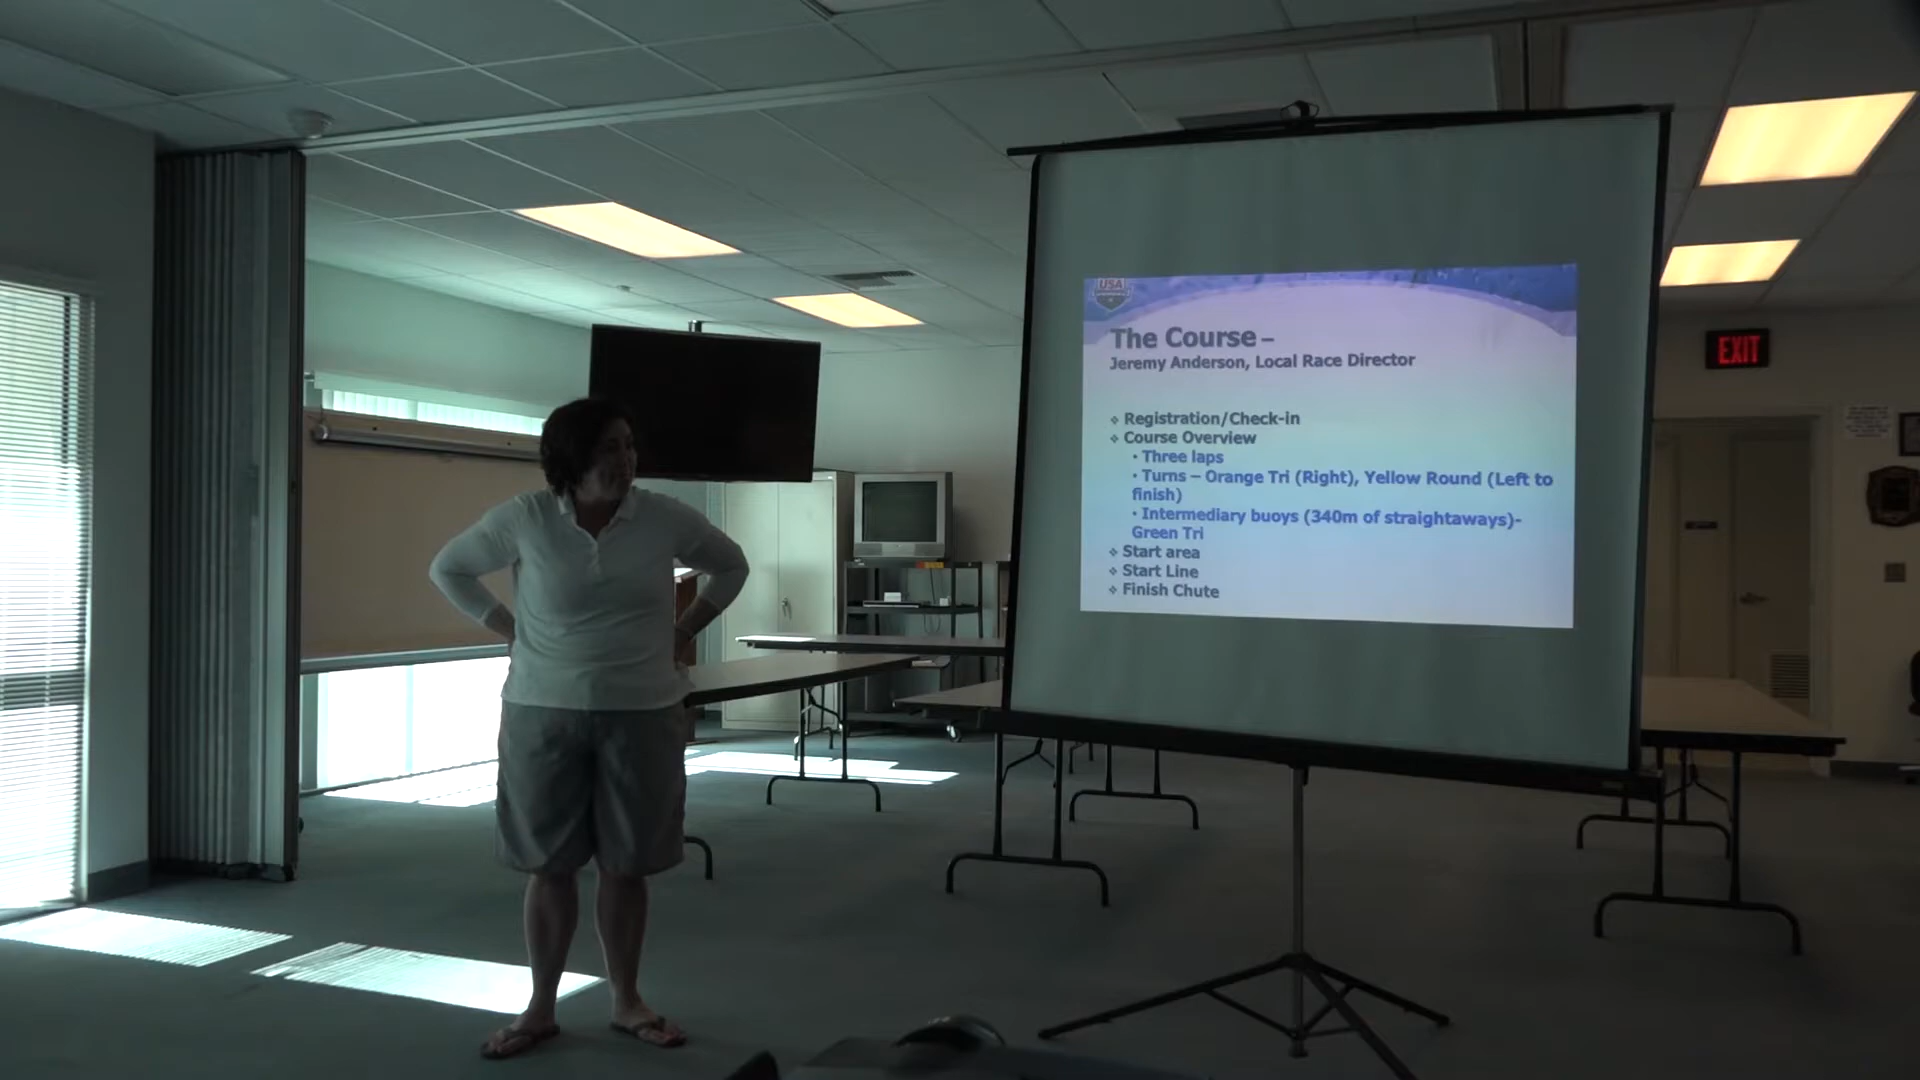 USA
The Course –
Jeremy Anderson, Local Race Director
❖ Registration/Check-in
❖ Course Overview
• Three laps
• Turns – Orange Tri (Right), Yellow Round (Left to
finish)
• Intermediary buoys (340m of straightaways)-
Green Tri
❖ Start area
❖ Start Line
❖ Finish Chute
EXIT